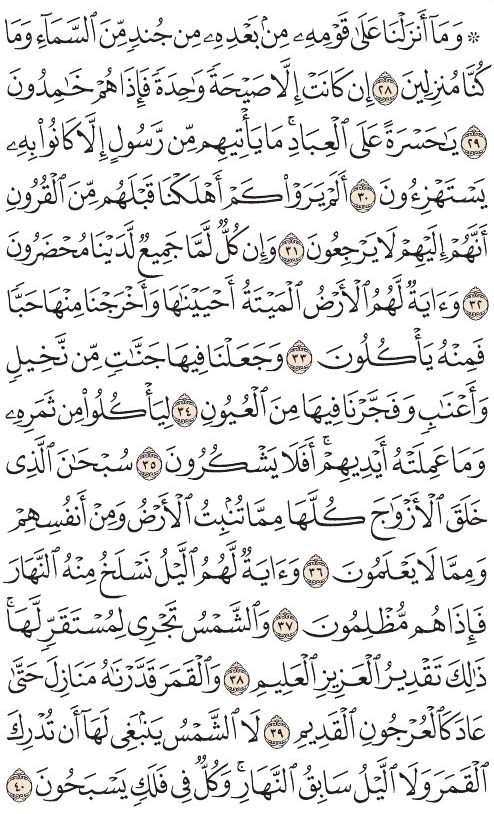 ۞ وَمَآ أَنزَلْنَا عَلَىٰ قَوْمِهِۦ مِنۢ بَعْدِهِۦ مِن جُندٍ مِّنَ ٱلسَّمَآءِ وَمَا
كُنَّا مُنزِلِينَ ٢٨ إِن كَانَتْ إِلَّا صَيْحَةً وَٰحِدَةً فَإِذَا هُمْ خَٰمِدُونَ
٢٩ يَٰحَسْرَةً عَلَى ٱلْعِبَادِ ۚ مَا يَأْتِيهِم مِّن رَّسُولٍ إِلَّا كَانُوا۟ بِهِۦ
يَسْتَهْزِءُونَ ٣٠ أَلَمْ يَرَوْا۟ كَمْ أَهْلَكْنَا قَبْلَهُم مِّنَ ٱلْقُرُونِ
أَنَّهُمْ إِلَيْهِمْ لَا يَرْجِعُونَ ٣١ وَإِن كُلٌّ لَّمَّا جَمِيعٌ لَّدَيْنَا مُحْضَرُونَ
٣٢ وَءَايَةٌ لَّهُمُ ٱلْأَرْضُ ٱلْمَيْتَةُ أَحْيَيْنَٰهَا وَأَخْرَجْنَا مِنْهَا حَبًّا
فَمِنْهُ يَأْكُلُونَ ٣٣ وَجَعَلْنَا فِيهَا جَنَّٰتٍ مِّن نَّخِيلٍ
وَأَعْنَٰبٍ وَفَجَّرْنَا فِيهَا مِنَ ٱلْعُيُونِ ٣٤ لِيَأْكُلُوا۟ مِن ثَمَرِهِۦ
وَمَا عَمِلَتْهُ أَيْدِيهِمْ ۖ أَفَلَا يَشْكُرُونَ ٣٥ سُبْحَٰنَ ٱلَّذِى
خَلَقَ ٱلْأَزْوَٰجَ كُلَّهَا مِمَّا تُنۢبِتُ ٱلْأَرْضُ وَمِنْ أَنفُسِهِمْ
وَمِمَّا لَا يَعْلَمُونَ ٣٦ وَءَايَةٌ لَّهُمُ ٱلَّيْلُ نَسْلَخُ مِنْهُ ٱلنَّهَارَ
فَإِذَا هُم مُّظْلِمُونَ ٣٧ وَٱلشَّمْسُ تَجْرِى لِمُسْتَقَرٍّ لَّهَا ۚ
ذَٰلِكَ تَقْدِيرُ ٱلْعَزِيزِ ٱلْعَلِيمِ ٣٨ وَٱلْقَمَرَ قَدَّرْنَٰهُ مَنَازِلَ حَتَّىٰ
عَادَ كَٱلْعُرْجُونِ ٱلْقَدِيمِ ٣٩ لَا ٱلشَّمْسُ يَنۢبَغِى لَهَآ أَن تُدْرِكَ
ٱلْقَمَرَ وَلَا ٱلَّيْلُ سَابِقُ ٱلنَّهَارِ ۚ وَكُلٌّ فِى فَلَكٍ يَسْبَحُونَ ٤٠